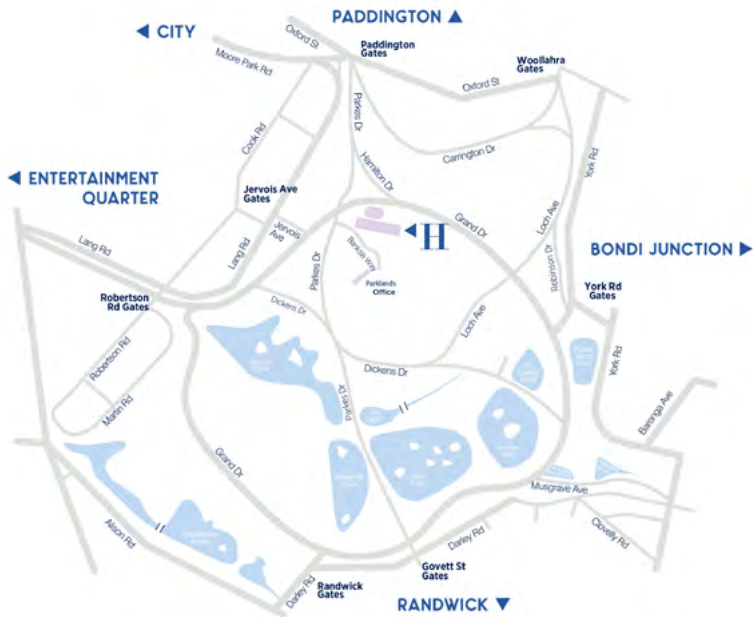 PADDINGTON ▲
◄ CITY
Oxford St
Paddington
Gates
Moore Park Rd
Woollahra
Gates
Oxford St
Parkes Dr
Cook Rd
Carrington Dr
Hamilton Dr
York Rd
◄ ENTERTAINMENT
QUARTER
Jervois Ave
Gates
Grand Dr
Loch Ave
Jervois
Ave
◄ H
Lang Rd
Lang Rd
Parkes Dr
Banksia Way
BONDI JUNCTION ►
Robinson Dr
Parklands
Office
York Rd
Gates
Robertson
Rd Gates
Dickens Dr
Loch Ave
Robertson Rd
Dickens Dr
York Rd
Martin Rd
Parkes Dr
Baronga Ave
Grand Dr
Musgrave Ave
Alison Rd
Darley Rd
Clovelly Rd
Govett St
Gates
Darley Rd
Randwick
Gates
RANDWICK ▼